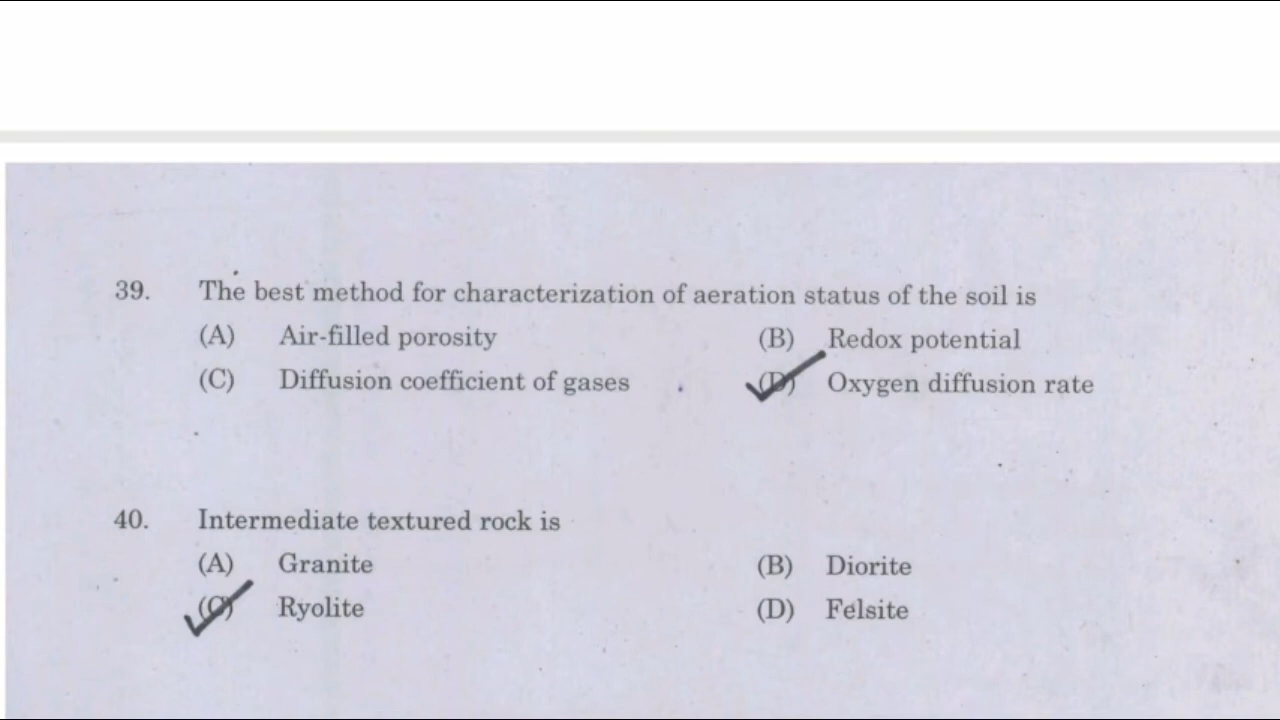 39. The best method for characterization of aeration status of the soil is
(A) Air-filled porosity (B) Redox potential
(C) Diffusion coefficient of gases (D) Oxygen diffusion rate
40. Intermediate textured rock is
(A) Granite (B) Diorite
(C) Ryolite (D) Felsite